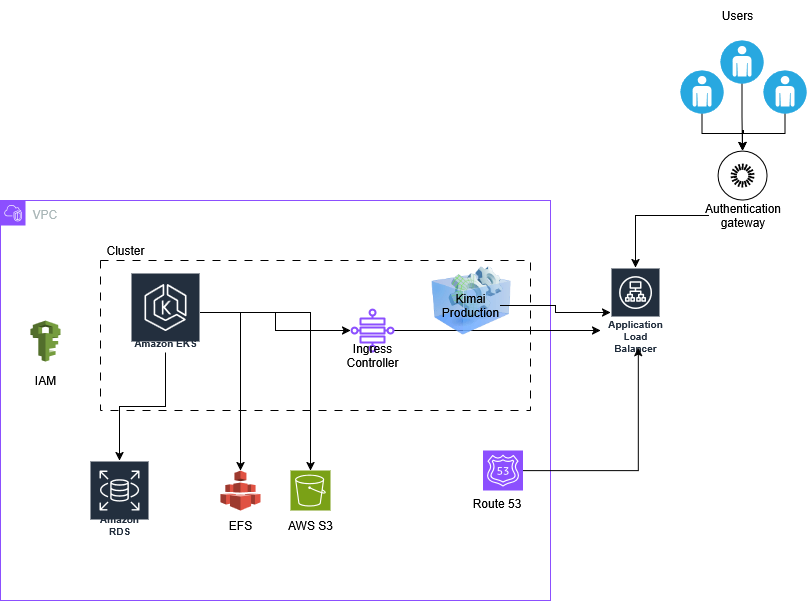 Users
Authentication
gateway
VPC
Cluster
Kimai
Production
Amazon EKS
Ingress
Controller
Application
Load
Balancer
IAM
53
Route 53
Amazon
RDS
EFS
AWS S3